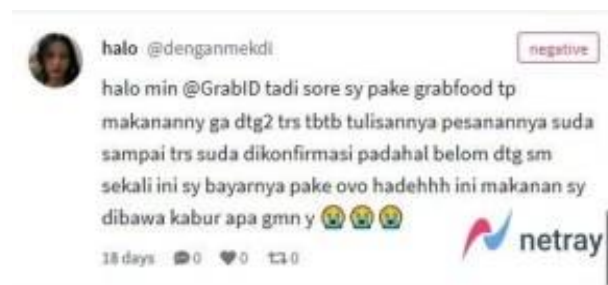 halo @denganmekdi
negative
halo min @GrabID tadi sore sy pake grabfood tp
makananny ga dtg2 trs tbtb tulisannya pesanannya suda
sampai trs suda dikonfirmasi padahal belom dtg sm
sekali ini sy bayarnya pake ovo hadehhh ini makanan sy
dibawa kabur apa gmn y 😭😭😭
18 days 0 0 0
netray